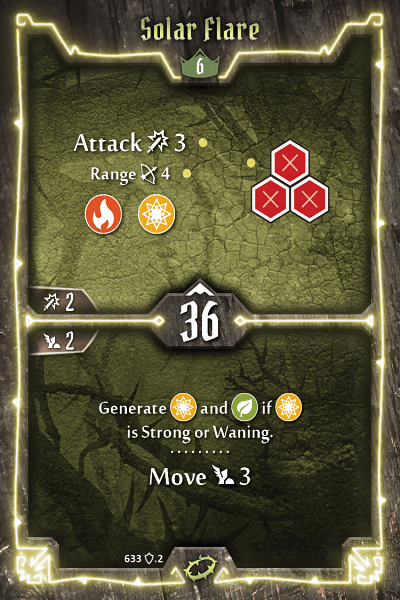 Solar Flare
6
Attack 3
Range 4
2
36
2
Generate and if
is Strong or Waning.
Move 3
633 .2